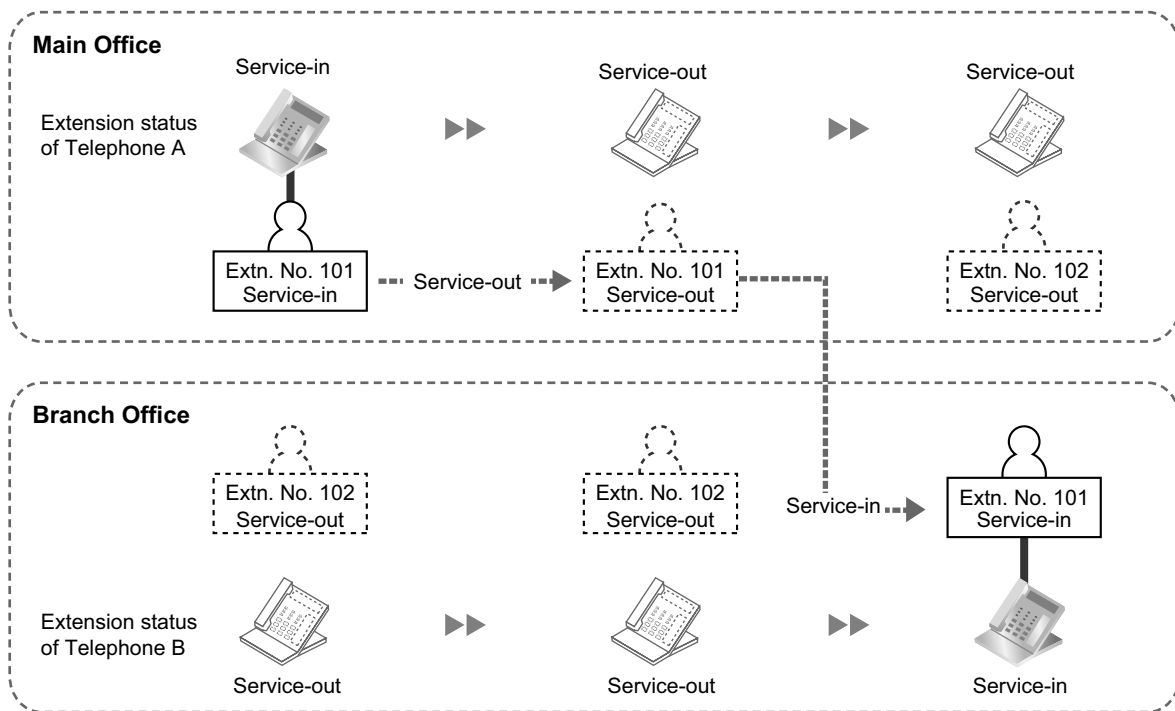 Main Office
Service-in
Service-out
Service-out
Extension status
of Telephone A
Extn. No. 101
Service-in
Service-out
Extn. No. 101
Service-out
Extn. No. 102
Service-out
Branch Office
Extn. No. 102
Service-out
Extn. No. 102
Service-out
Service-in
Extn. No. 101
Service-in
Extension status
of Telephone B
Service-out
Service-out
Service-in